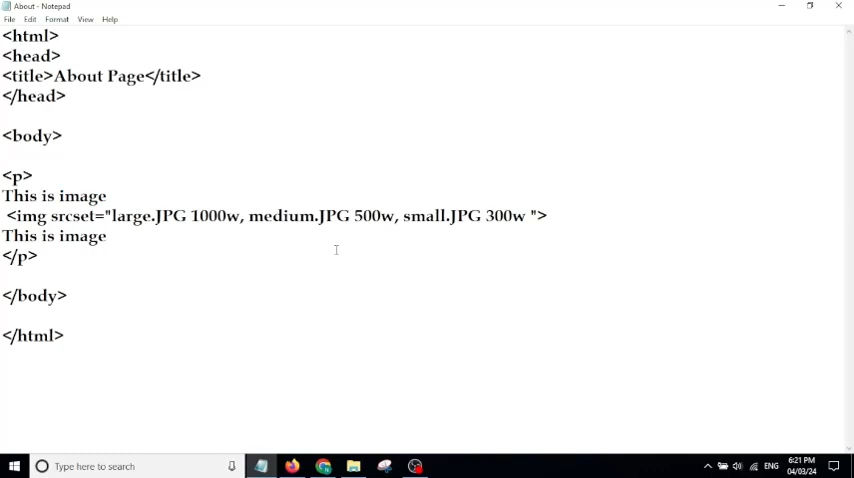 About - Notepad
File Edit Format View Help
<html>
<head>
<title>About Page</title>
</head>
<body>
<p>
This is image
<img srcset="large.JPG 1000w, medium.JPG 500w, small.JPG 300w ">
This is image
</p>
</body>
</html>
Type here to search
ENG
6:21 PM
04/03/24